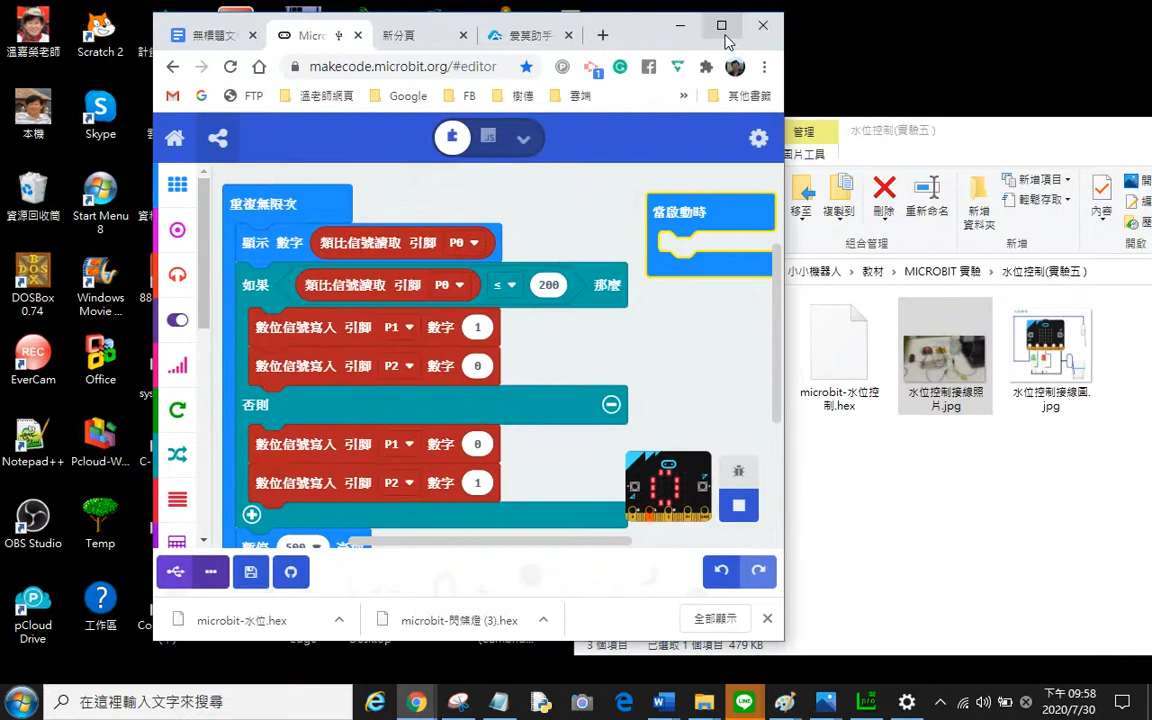 溫嘉榮老師
Scratch 2
本機
Skype
資源回收筒
Start Menu 8
DOSBox 0.74
Windows Movie ...
EverCam
Office
Notepad++
Pcloud-W...
OBS Studio
Temp
pCloud Drive
工作區
無標題文
Micro
新分頁
愛莫助手
makecode.microbit.org/#editor
1
FTP
溫老師網頁
Google
FB
樹德
雲端
»
其他書籤
JS
重複無限次
當啟動時
顯示 數字 類比信號讀取 引腳 P0
如果 類比信號讀取 引腳 P0 ≤ 200 那麼
數位信號寫入 引腳 P1 數字 1
數位信號寫入 引腳 P2 數字 0
否則
數位信號寫入 引腳 P1 數字 0
數位信號寫入 引腳 P2 數字 1
暫停 500
microbit-水位.hex
microbit-閃爍燈 (3).hex
全部顯示
管理
水位控制(實驗五)
圖片工具
移至
複製到
刪除
重新命名
新增資料夾
新增項目
輕鬆存取
內容
開啟
組合管理
新增
小小機器人 › 教材 › MICROBIT 實驗 › 水位控制(實驗五)
microbit-水位控制.hex
水位控制接線照片.jpg
水位控制接線圖.jpg
3 個項目
已選取 1 個項目 479 KB
在這裡輸入文字來搜尋
下午 09:58
2020/7/30